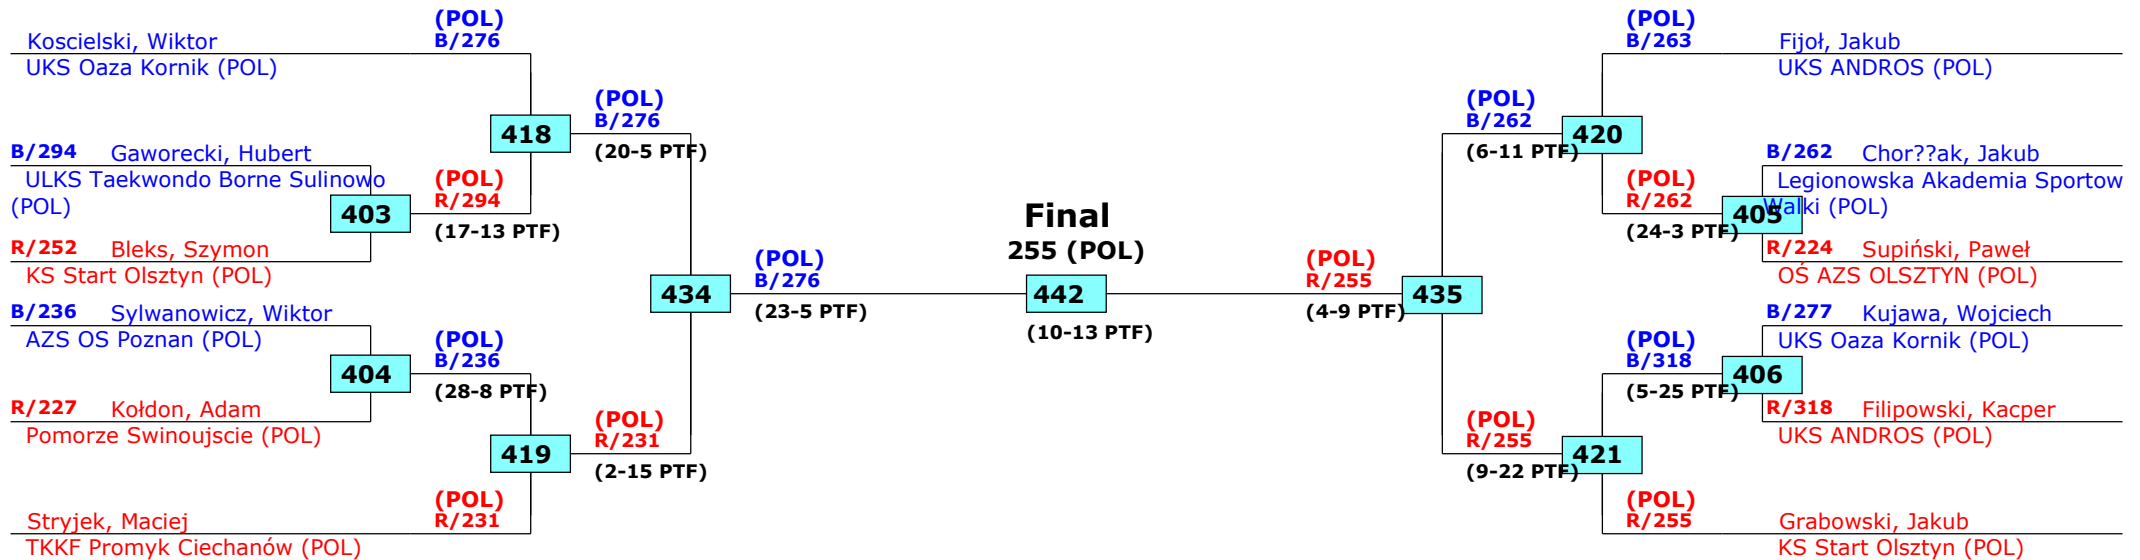 (POL)
B/276
Koscielski, Wiktor
UKS Oaza Kornik (POL)
B/294 Gaworecki, Hubert
ULKS Taekwondo Borne Sulinowo
(POL)
403
R/252 Bleks, Szymon
KS Start Olsztyn (POL)
(POL)
R/294
(17-13 PTF)
418
(POL)
B/276
(20-5 PTF)
B/236 Sylwanowicz, Wiktor
AZS OS Poznan (POL)
404
R/227 Kołdon, Adam
Pomorze Swinoujscie (POL)
(POL)
B/236
(28-8 PTF)
419
(POL)
R/231
(2-15 PTF)
(POL)
R/231
Stryjek, Maciej
TKKF Promyk Ciechanów (POL)
434
(POL)
B/276
(23-5 PTF)
Final
255 (POL)
442
(10-13 PTF)
(POL)
R/255
(4-9 PTF)
435
(POL)
B/262
(6-11 PTF)
420
(POL)
B/263
Fijoł, Jakub
UKS ANDROS (POL)
(POL)
R/262
(24-3 PTF)
405
B/262 Chor??ak, Jakub
Legionowska Akademia Sportow
Walki (POL)
R/224 Supiński, Paweł
OŚ AZS OLSZTYN (POL)
B/277 Kujawa, Wojciech
UKS Oaza Kornik (POL)
(POL)
B/318
(5-25 PTF)
406
R/318 Filipowski, Kacper
UKS ANDROS (POL)
(POL)
R/255
(9-22 PTF)
421
(POL)
R/255
Grabowski, Jakub
KS Start Olsztyn (POL)